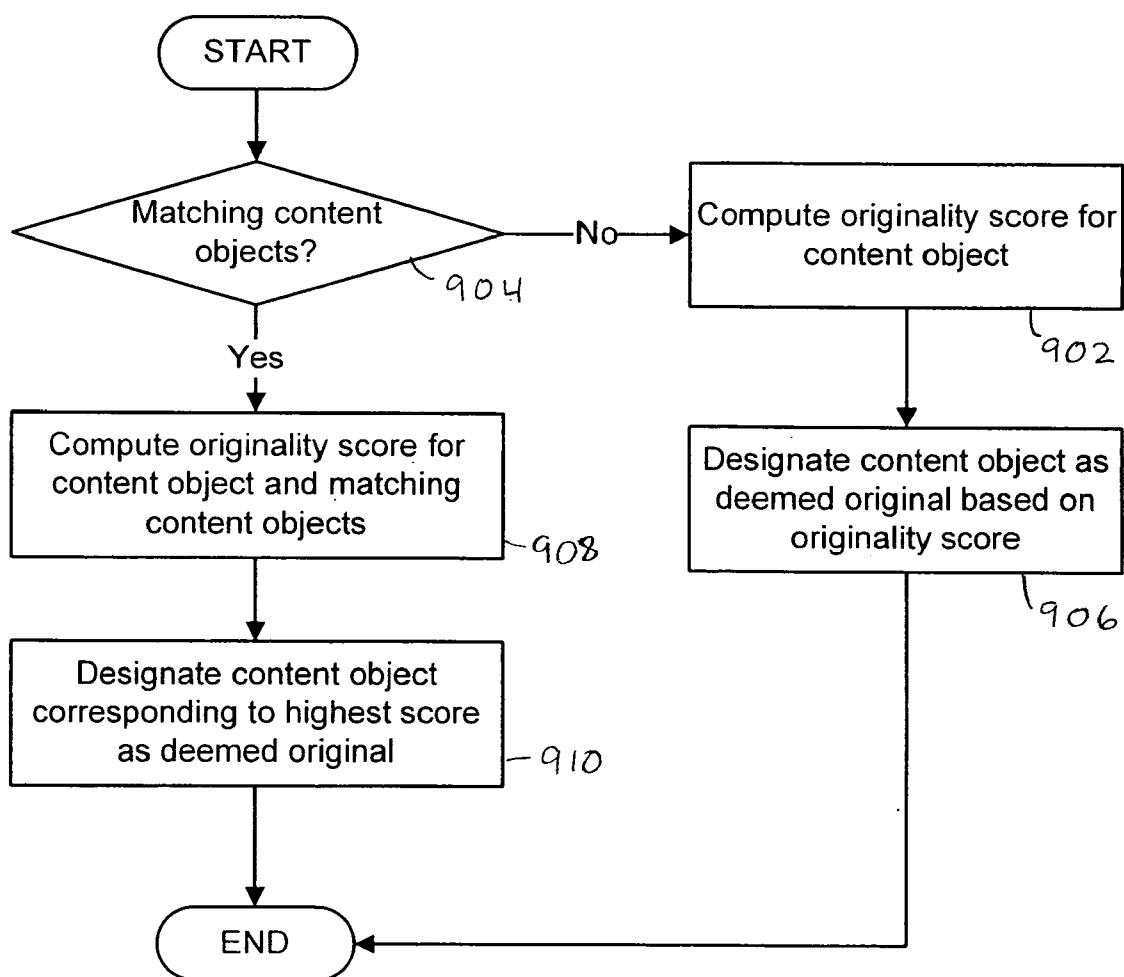 START
Matching content
objects?
904
No
Compute originality score for
content object
902
Yes
Compute originality score for
content object and matching
content objects
908
Designate content object as
deemed original based on
originality score
906
Designate content object
corresponding to highest score
as deemed original
910
END